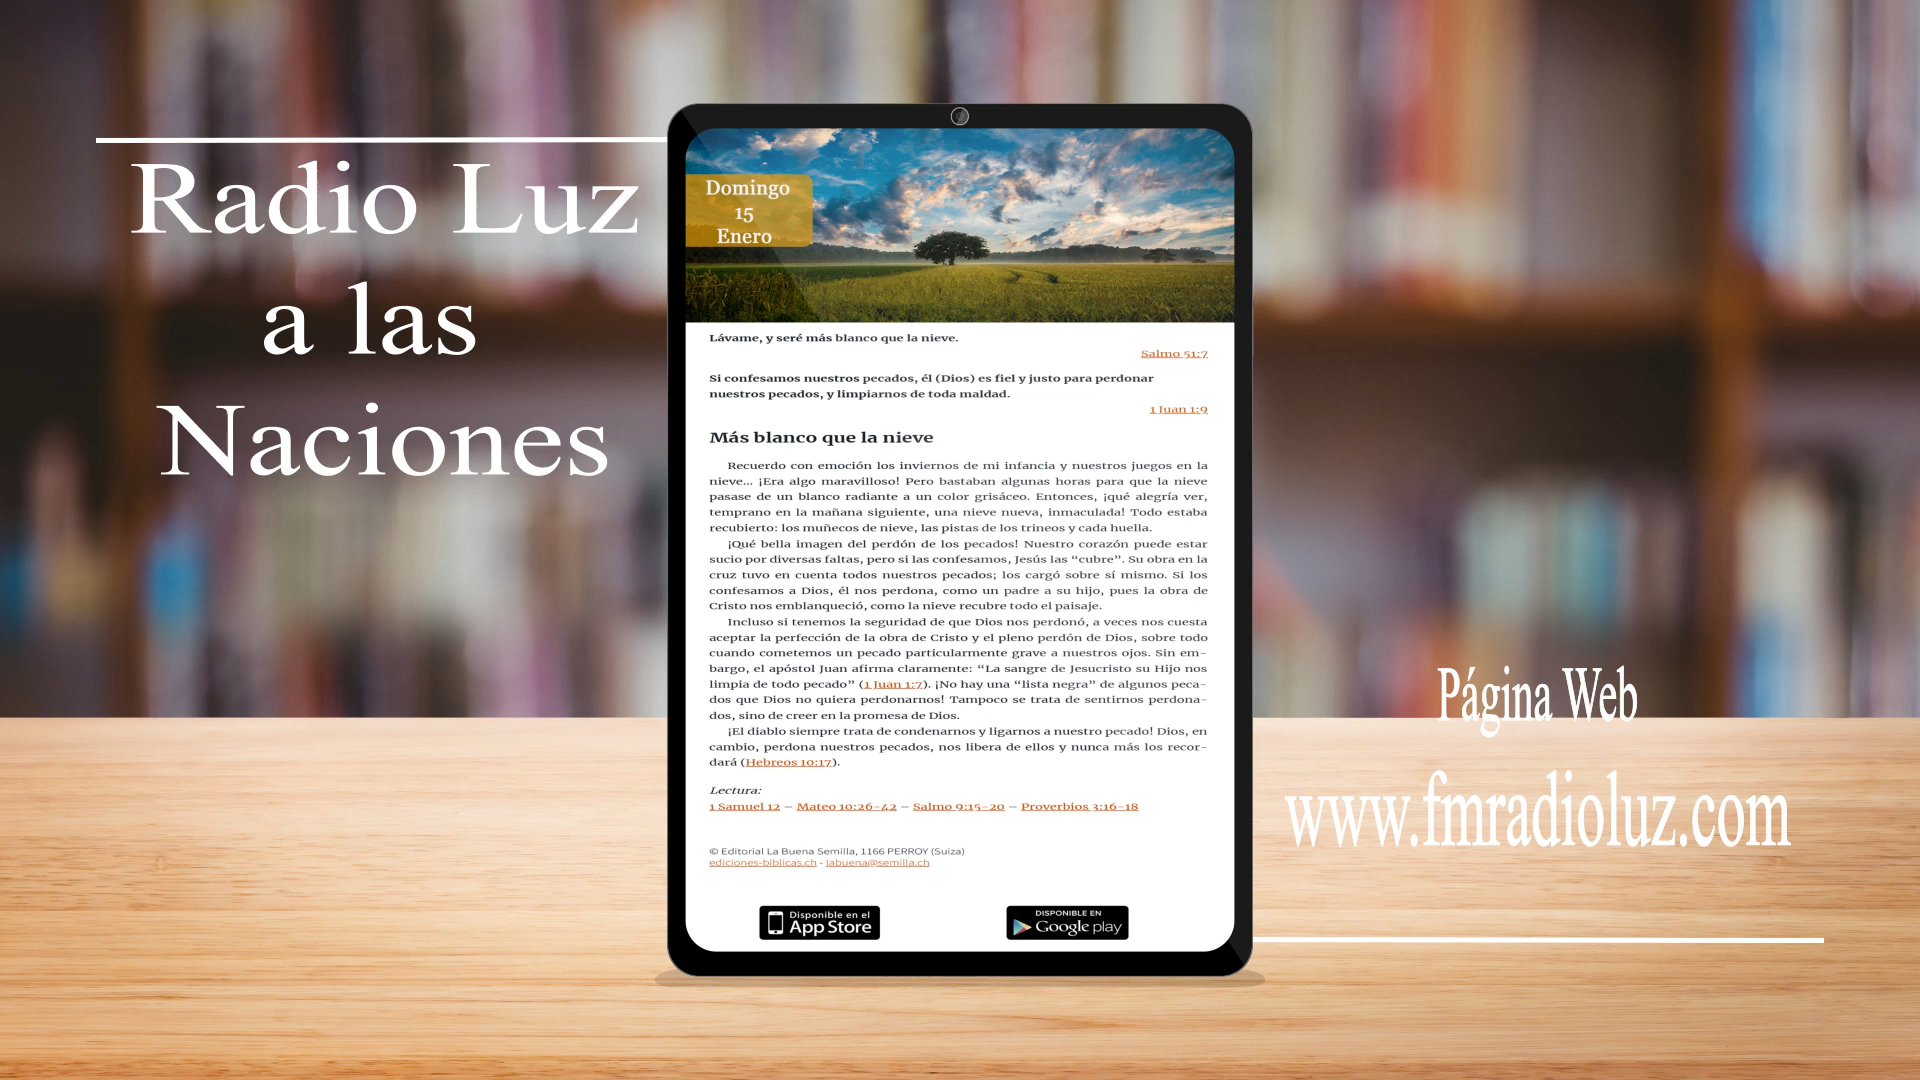 Radio Luz
a las
Naciones
Domingo
15
Enero
Lávame, y seré más blanco que la nieve.
Salmo 51:7
Si confesamos nuestros pecados, él (Dios) es fiel y justo para perdonar
nuestros pecados, y limpiarnos de toda maldad.
1 Juan 1:9
Más blanco que la nieve
Recuerdo con emoción los inviernos de mi infancia y nuestros juegos en la
nieve... ¡Era algo maravilloso! Pero bastaban algunas horas para que la nieve
pasase de un blanco radiante a un color grisáceo. Entonces, ¡qué alegría ver,
temprano en la mañana siguiente, una nieve nueva, inmaculada! Todo estaba
recubierto: los muñecos de nieve, las pistas de los trineos y cada huella.
¡Qué bella imagen del perdón de los pecados! Nuestro corazón puede estar
sucio por diversas faltas, pero si las confesamos, Jesús las “cubre”. Su obra en la
cruz tuvo en cuenta todos nuestros pecados; los cargó sobre sí mismo. Si los
confesamos a Dios, él nos perdona, como un padre a su hijo, pues la obra de
Cristo nos emblanqueció, como la nieve recubre todo el paisaje.
Incluso si tenemos la seguridad de que Dios nos perdonó, a veces nos cuesta
aceptar la perfección de la obra de Cristo y el pleno perdón de Dios, sobre todo
cuando cometemos un pecado particularmente grave a nuestros ojos. Sin em-
bargo, el apóstol Juan afirma claramente: “La sangre de Jesucristo su Hijo nos
limpia de todo pecado” (1 Juan 1:7). ¡No hay una “lista negra” de algunos peca-
dos que Dios no quiera perdonarnos! Tampoco se trata de sentirnos perdona-
dos, sino de creer en la promesa de Dios.
¡El diablo siempre trata de condenarnos y ligarnos a nuestro pecado! Dios, en
cambio, perdona nuestros pecados, nos libera de ellos y nunca más los recor-
dará (Hebreos 10:17).
Lectura:
1 Samuel 12 – Mateo 10:26-42 – Salmo 9:15-20 – Proverbios 3:16-18
© Editorial La Buena Semilla, 1166 PERROY (Suiza)
ediciones-biblicas.ch - labuena@semilla.ch
Disponible en el
App Store
DISPONIBLE EN
Google play
Página Web
www.fmradioluz.com